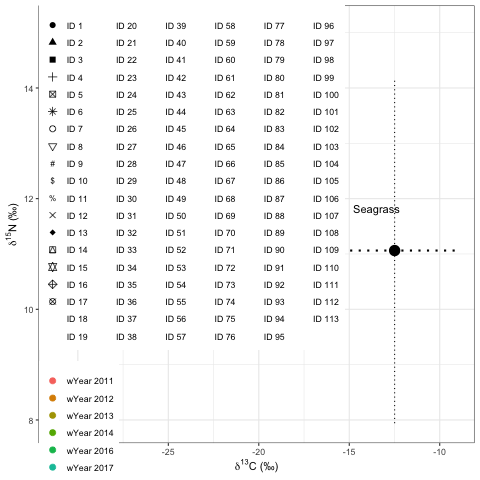 ID 1 ID 20 ID 39 ID 58 ID 77 ID 96
ID 2 ID 21 ID 40 ID 59 ID 78 ID 97
ID 3 ID 22 ID 41 ID 60 ID 79 ID 98
ID 4 ID 23 ID 42 ID 61 ID 80 ID 99
ID 5 ID 24 ID 43 ID 62 ID 81 ID 100
ID 6 ID 25 ID 44 ID 63 ID 82 ID 101
ID 7 ID 26 ID 45 ID 64 ID 83 ID 102
ID 8 ID 27 ID 46 ID 65 ID 84 ID 103
# ID 9 ID 28 ID 47 ID 66 ID 85 ID 104
$ ID 10 ID 29 ID 48 ID 67 ID 86 ID 105
% ID 11 ID 30 ID 49 ID 68 ID 87 ID 106
ID 12 ID 31 ID 50 ID 69 ID 88 ID 107
ID 13 ID 32 ID 51 ID 70 ID 89 ID 108
ID 14 ID 33 ID 52 ID 71 ID 90 ID 109
ID 15 ID 34 ID 53 ID 72 ID 91 ID 110
ID 16 ID 35 ID 54 ID 73 ID 92 ID 111
ID 17 ID 36 ID 55 ID 74 ID 93 ID 112
ID 18 ID 37 ID 56 ID 75 ID 94 ID 113
ID 19 ID 38 ID 57 ID 76 ID 95
14
12
10
8
δ¹⁵N (‰)
Seagrass
wYear 2011
wYear 2012
wYear 2013
wYear 2014
wYear 2016
wYear 2017
-25 -20 -15 -10
δ¹³C (‰)